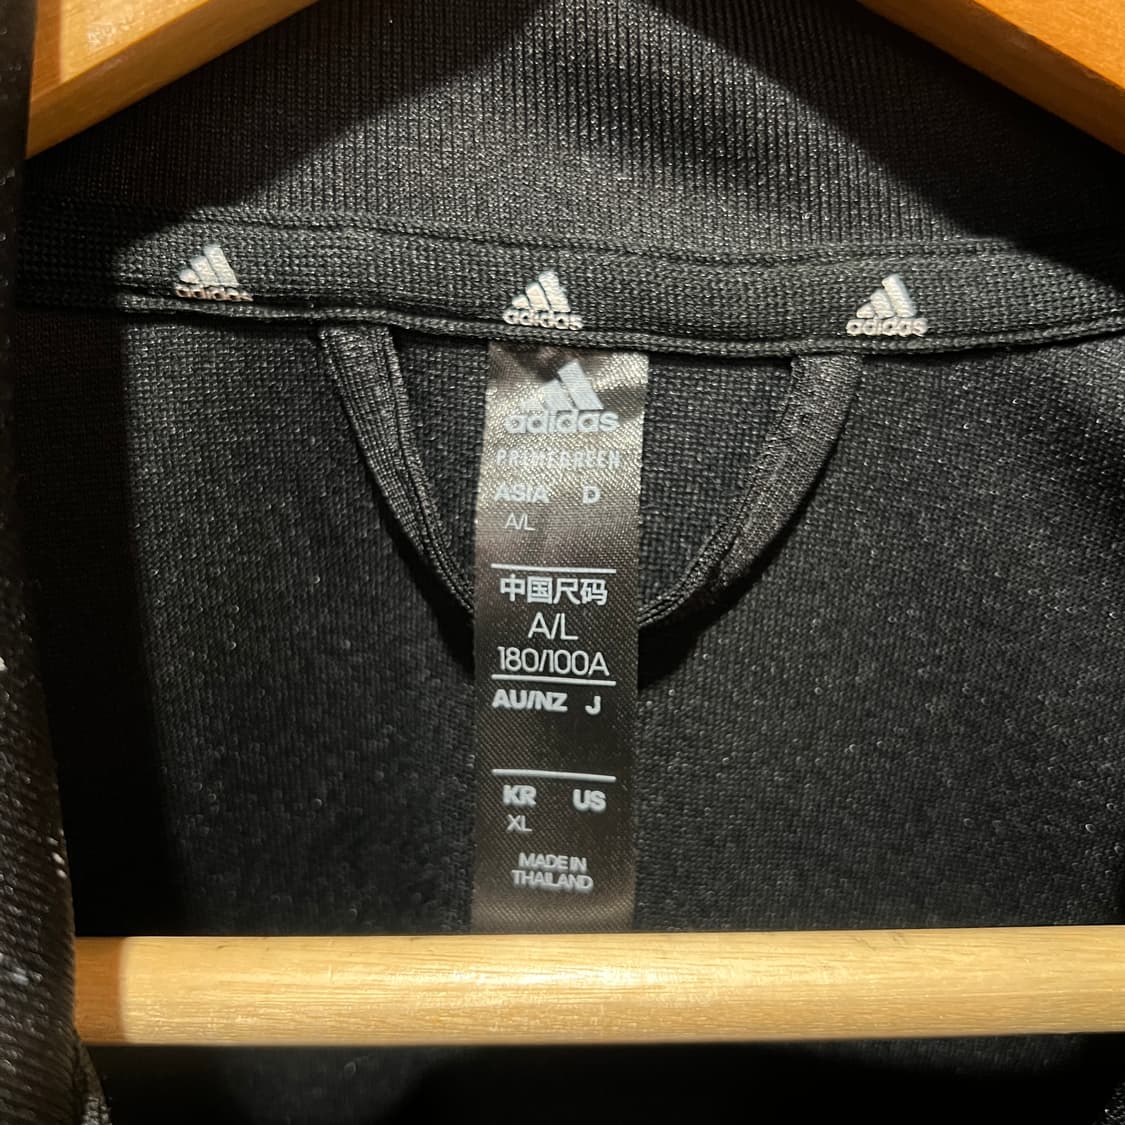 adidas
adidas
adidas
adidas
PRIMEGREEN
ASIA D
A/L
中国尺码
A/L
180/100A
AU/NZ J
KR US
XL
MADE IN
THAILAND